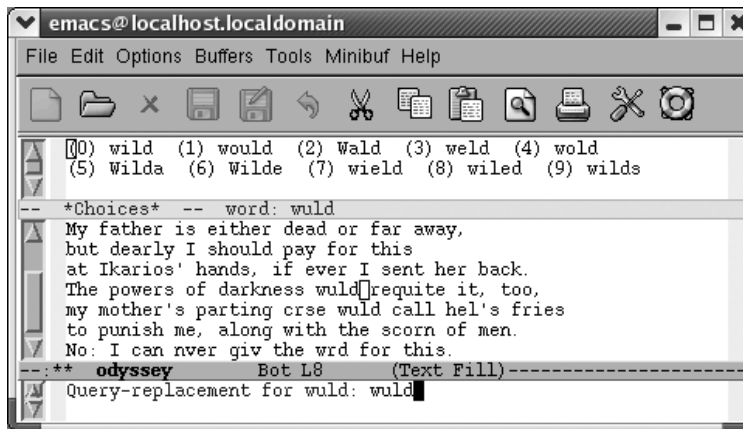 emacs@localhost.localdomain
File Edit Options Buffers Tools Minibuf Help
(0) wild (1) would (2) Wald (3) weld (4) wold
(5) Wilda (6) Wilde (7) wield (8) wiled (9) wilds
-- *Choices* -- word: wuld
My father is either dead or far away,
but dearly I should pay for this
at Ikarios' hands, if ever I sent her back.
The powers of darkness wuld requite it, too,
my mother's parting crse wuld call hel's fries
to punish me, along with the scorn of men.
No: I can nver giv the wrd for this.
--:** odyssey Bot L8 (Text Fill)----------------------
Query-replacement for wuld: wuld